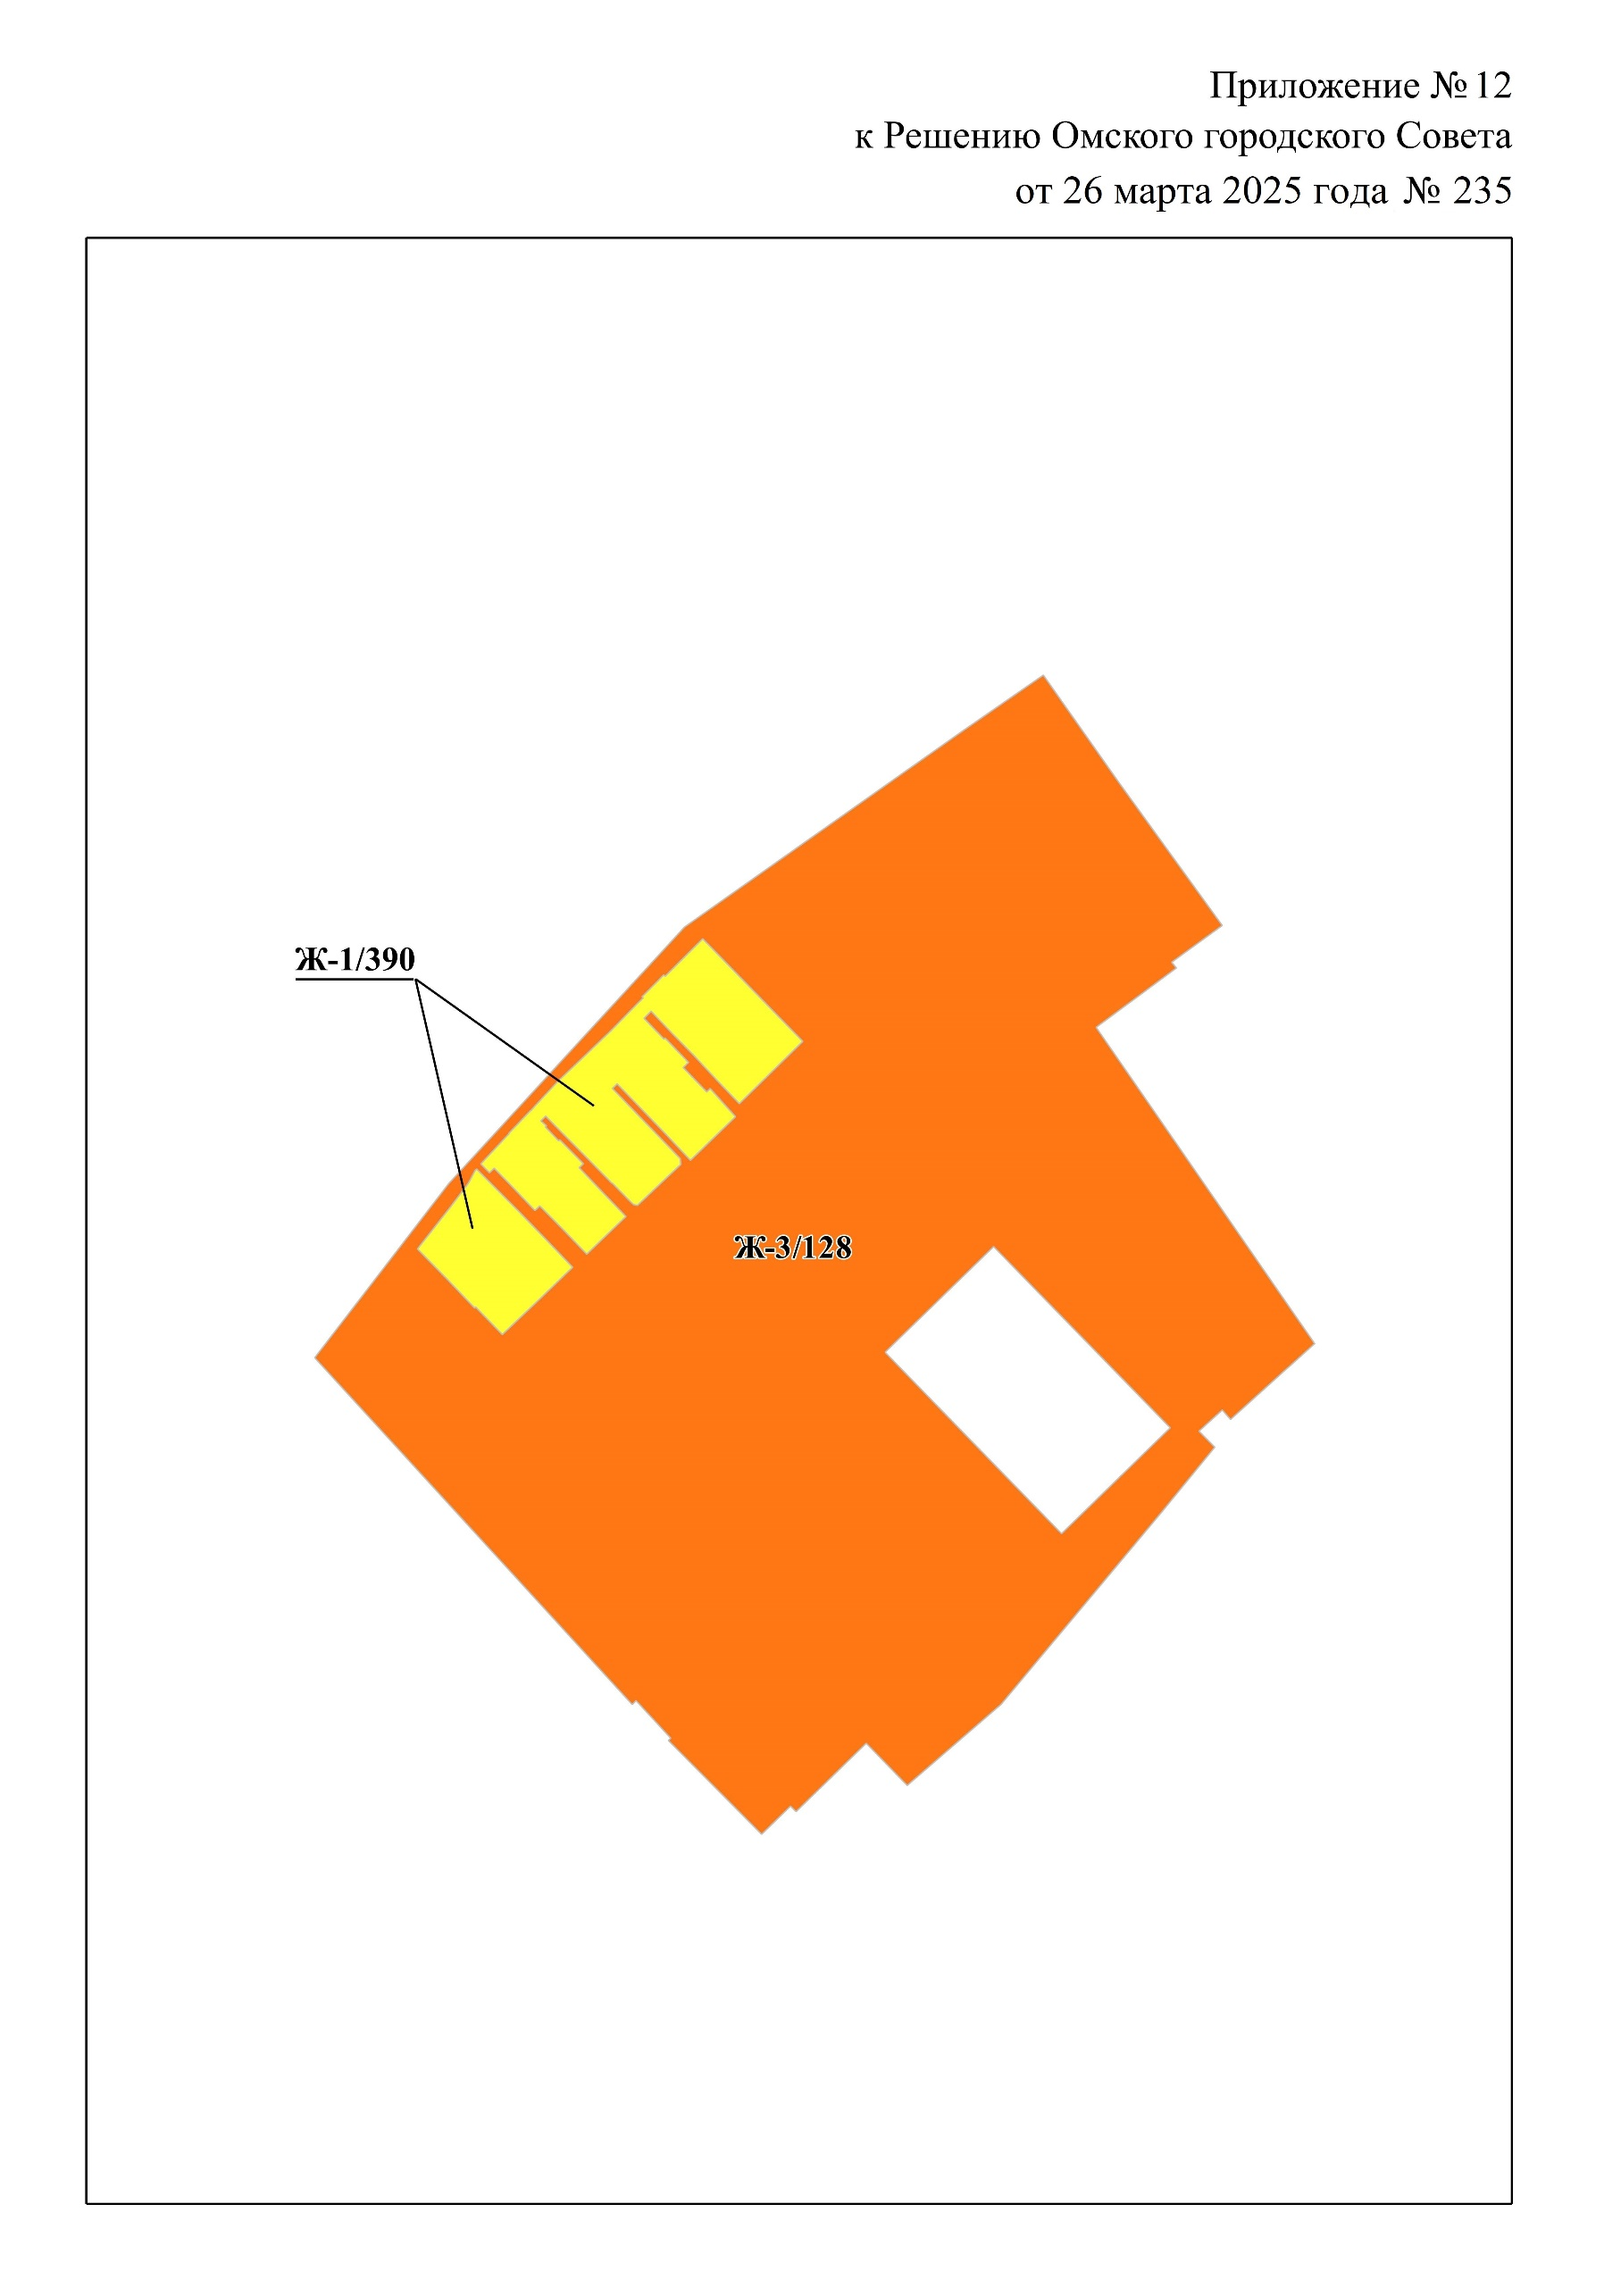 Приложение № 12
к Решению Омского городского Совета
от 26 марта 2025 года № 235
Ж-1/390
Ж-3/128